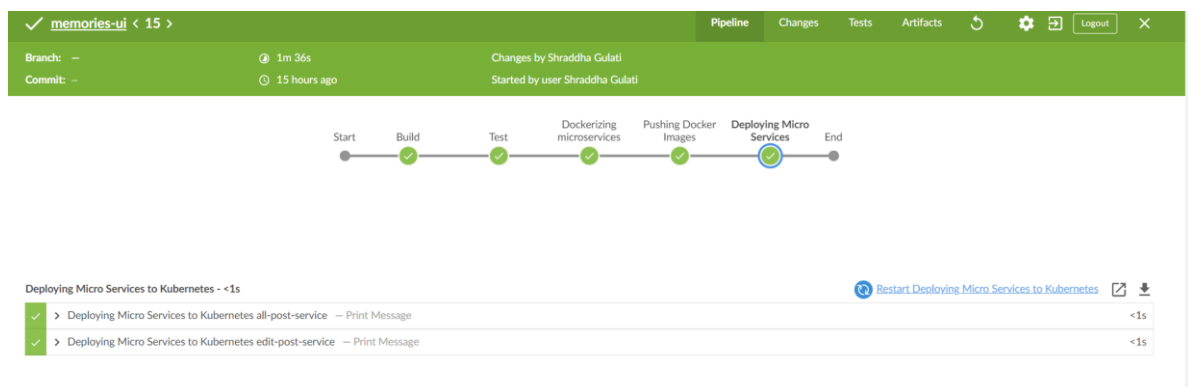 memories-ui < 15 >
Pipeline Changes Tests Artifacts Logout
Branch: – 1m 36s Changes by Shraddha Gulati
Commit: – 15 hours ago Started by user Shraddha Gulati
Start Build Test Dockerizing microservices Pushing Docker Images Deploying Micro Services End
Deploying Micro Services to Kubernetes - <1s Restart Deploying Micro Services to Kubernetes
> Deploying Micro Services to Kubernetes all-post-service – Print Message <1s
> Deploying Micro Services to Kubernetes edit-post-service – Print Message <1s